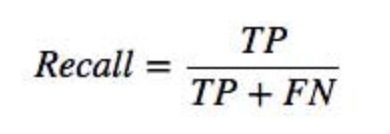 Recall = TP / TP + FN